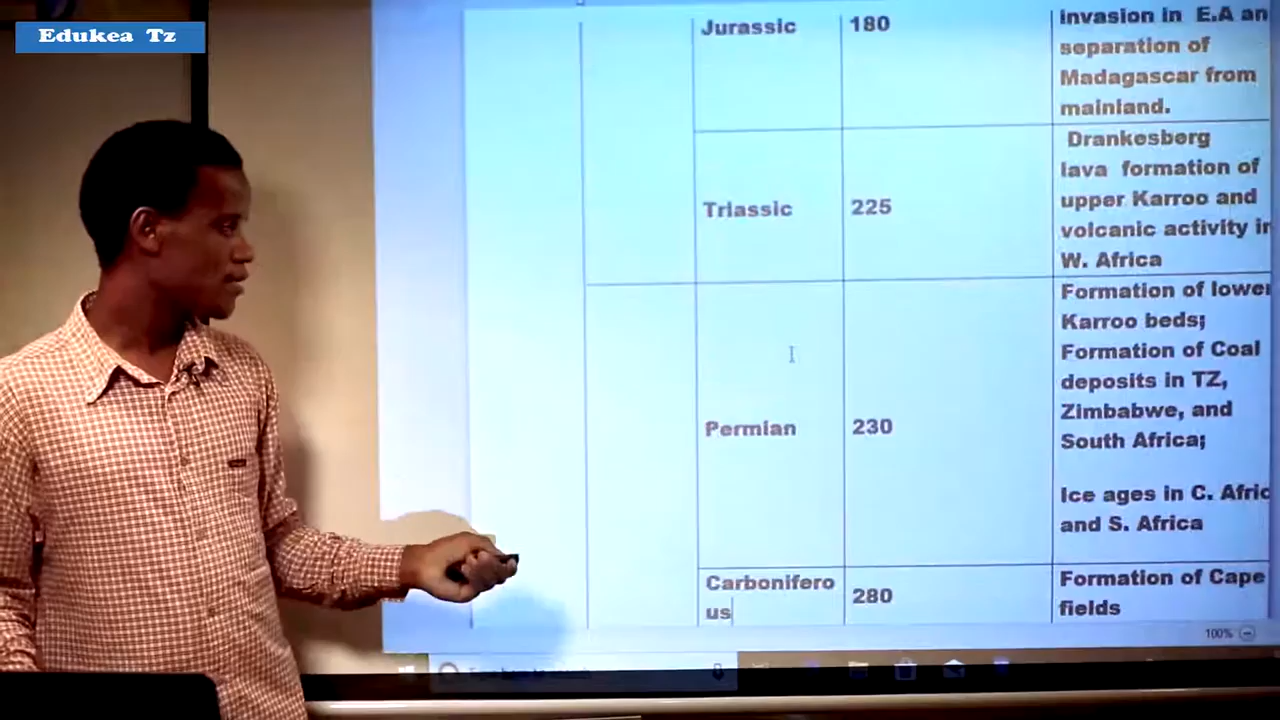 Edukea Tz
Jurassic
180
invasion in E.A an
separation of
Madagascar from
mainland.
Triassic
225
Drankesberg
lava formation of
upper Karroo and
volcanic activity in
W. Africa
Permian
230
Formation of lower
Karroo beds;
Formation of Coal
deposits in TZ,
Zimbabwe, and
South Africa;
Ice ages in C. Afric
and S. Africa
Carbonifero
us
280
Formation of Cape
fields
100%